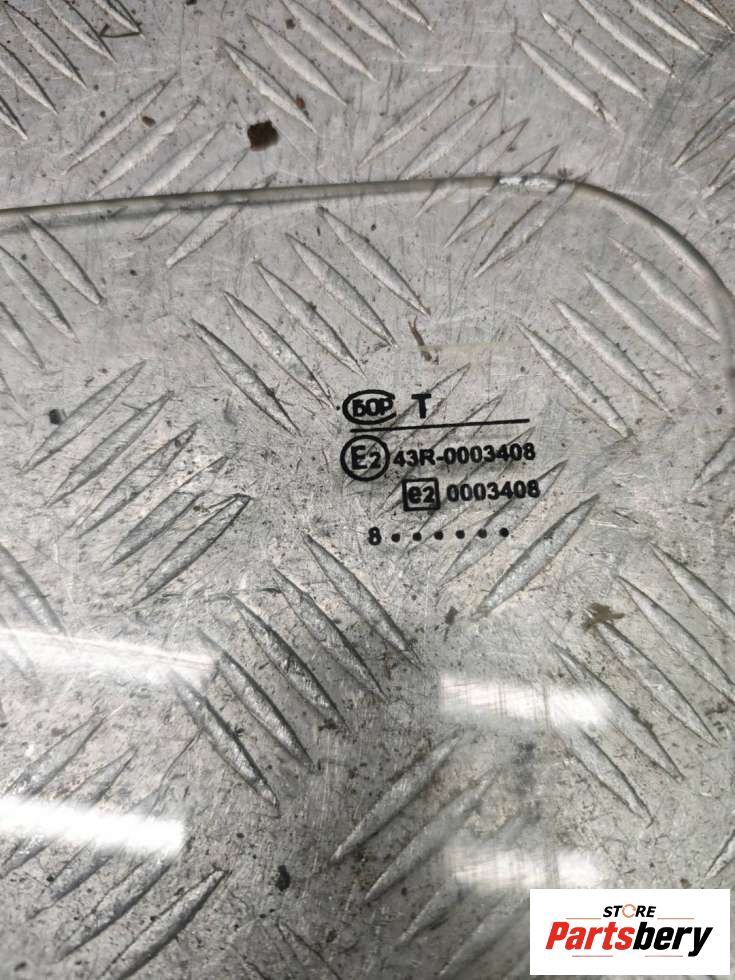 БОР T
E2 43R-0003408
e2 0003408
8 • • • • • •
STORE
Partsbery